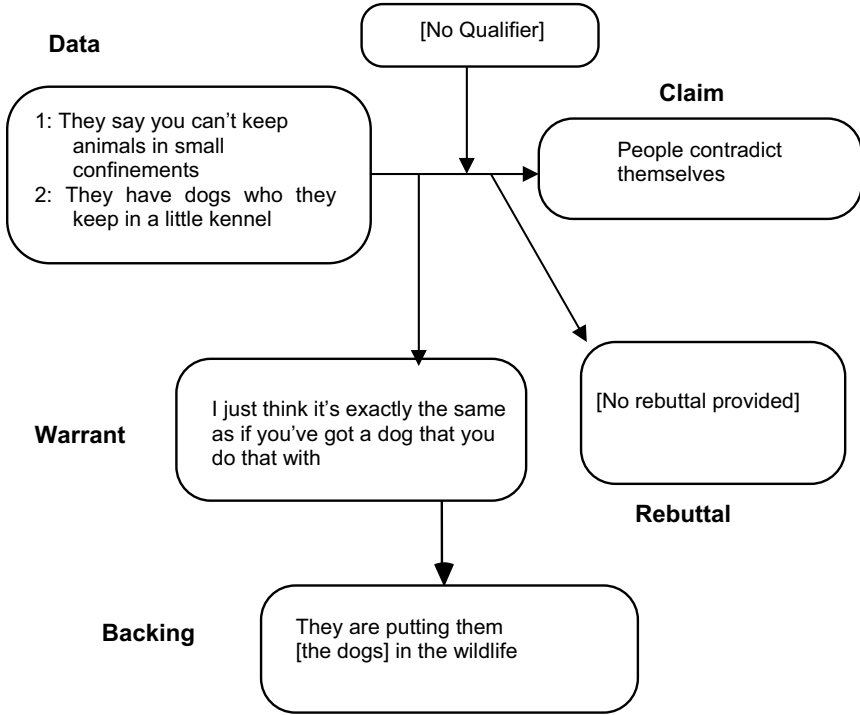 [No Qualifier]
Data
Claim
1: They say you can’t keep
animals in small
confinements
2: They have dogs who they
keep in a little kennel
People contradict
themselves
I just think it’s exactly the same
as if you’ve got a dog that you
do that with
Warrant
[No rebuttal provided]
Rebuttal
Backing
They are putting them
[the dogs] in the wildlife